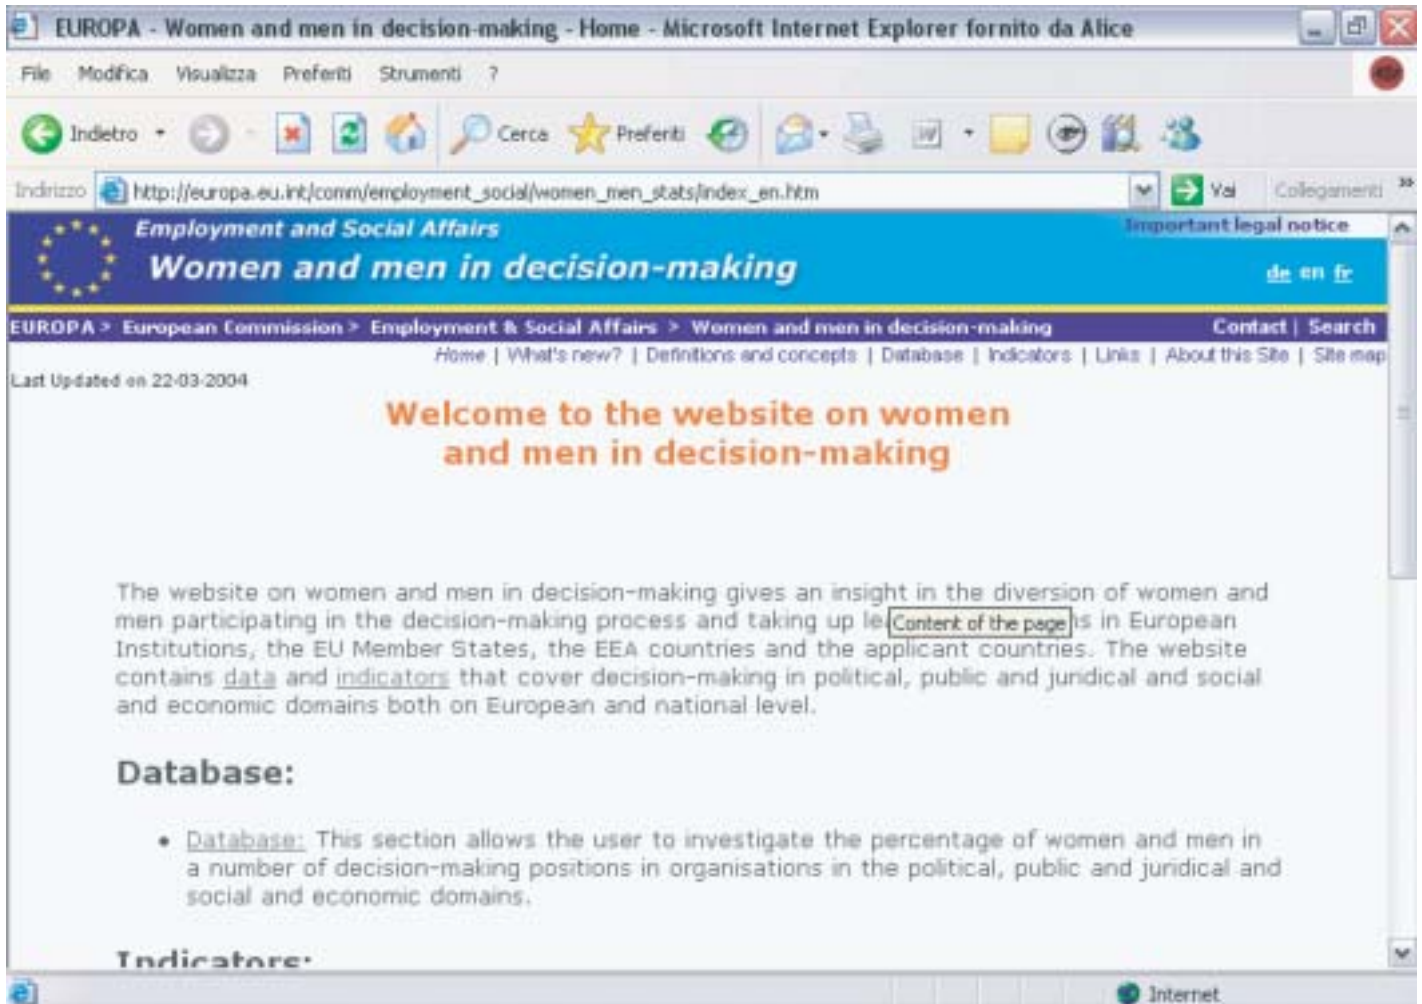 EUROPA - Women and men in decision-making - Home - Microsoft Internet Explorer fornito da Alice
File Modifica Visualizza Preferiti Strumenti ?
Indietro Cerca Preferiti
Indirizzo http://europa.eu.int/comm/employment_social/women_men_stats/index_en.htm Vai Collegamenti »
Employment and Social Affairs Important legal notice
Women and men in decision-making de en fr
EUROPA > European Commission > Employment & Social Affairs > Women and men in decision-making Contact | Search
Home | What's new? | Definitions and concepts | Database | Indicators | Links | About this Site | Site map
Last Updated on 22-03-2004
Welcome to the website on women
and men in decision-making
The website on women and men in decision-making gives an insight in the diversion of women and
men participating in the decision-making process and taking up le Content of the page s in European
Institutions, the EU Member States, the EEA countries and the applicant countries. The website
contains data and indicators that cover decision-making in political, public and juridical and social
and economic domains both on European and national level.
Database:
• Database: This section allows the user to investigate the percentage of women and men in
a number of decision-making positions in organisations in the political, public and juridical and
social and economic domains.
Indicators:
Internet